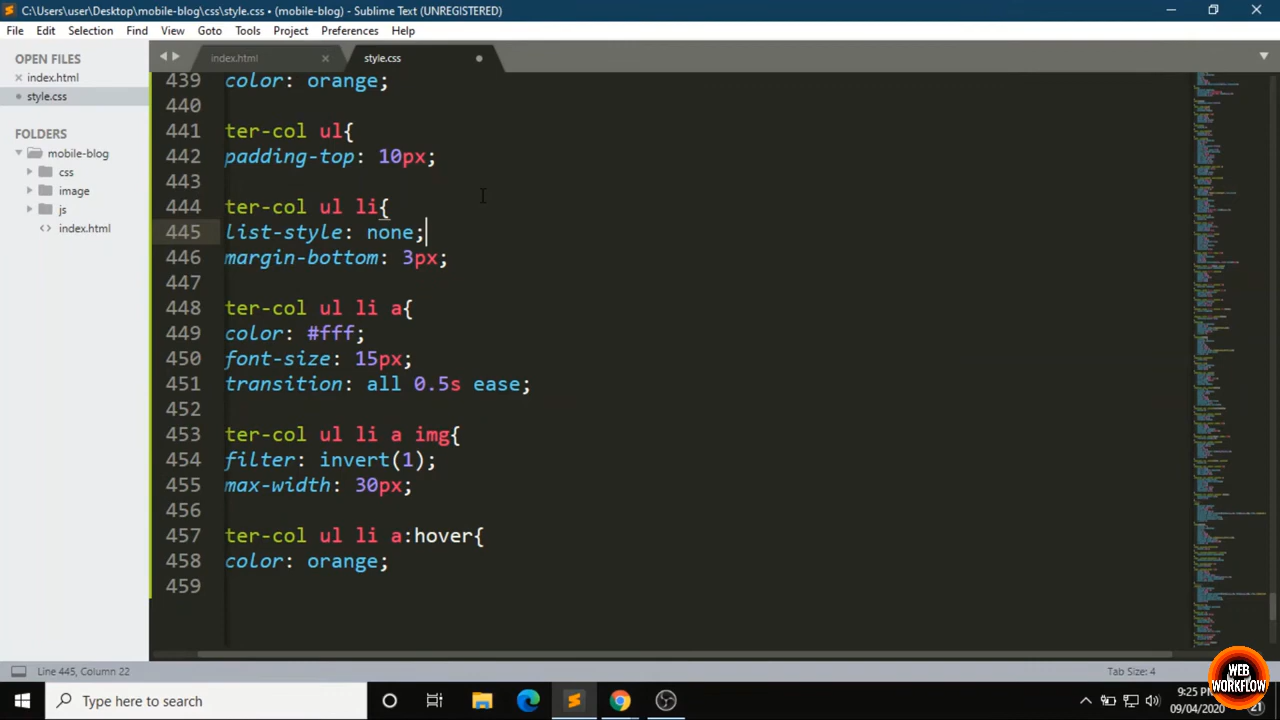 C:\Users\user\Desktop\mobile-blog\css\style.css • (mobile-blog) - Sublime Text (UNREGISTERED)
File Edit Selection Find View Goto Tools Project Preferences Help
OPEN FILES
index.html
style.css
FOLDERS
mobile-blog
css
image
js
index.html
index.html style.css
439 color: orange;
440
441 ter-col ul{
442 padding-top: 10px;
443
444 ter-col ul li{
445 list-style: none;
446 margin-bottom: 3px;
447
448 ter-col ul li a{
449 color: #fff;
450 font-size: 15px;
451 transition: all 0.5s ease;
452
453 ter-col ul li a img{
454 filter: invert(1);
455 max-width: 30px;
456
457 ter-col ul li a:hover{
458 color: orange;
459
Line 445, Column 22 Tab Size: 4
Type here to search
9:25 PM
09/04/2020
21
WEB
WORKFLOW